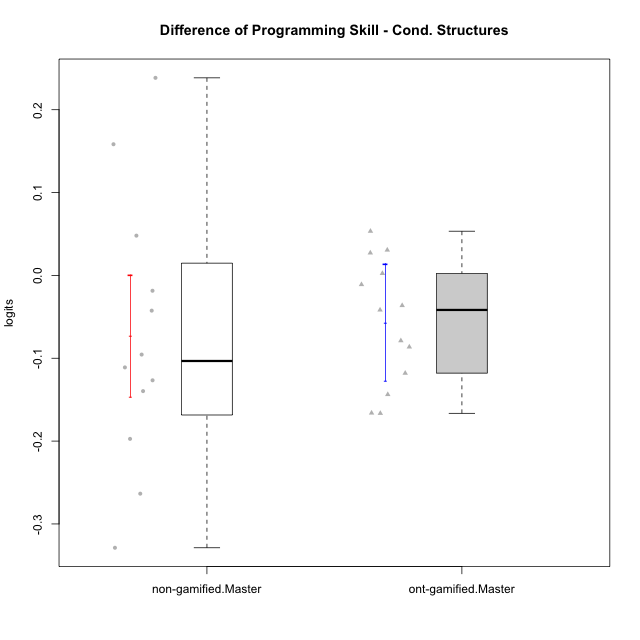 Difference of Programming Skill - Cond. Structures
logits
0.2
0.1
0.0
-0.1
-0.2
-0.3
non-gamified.Master
ont-gamified.Master